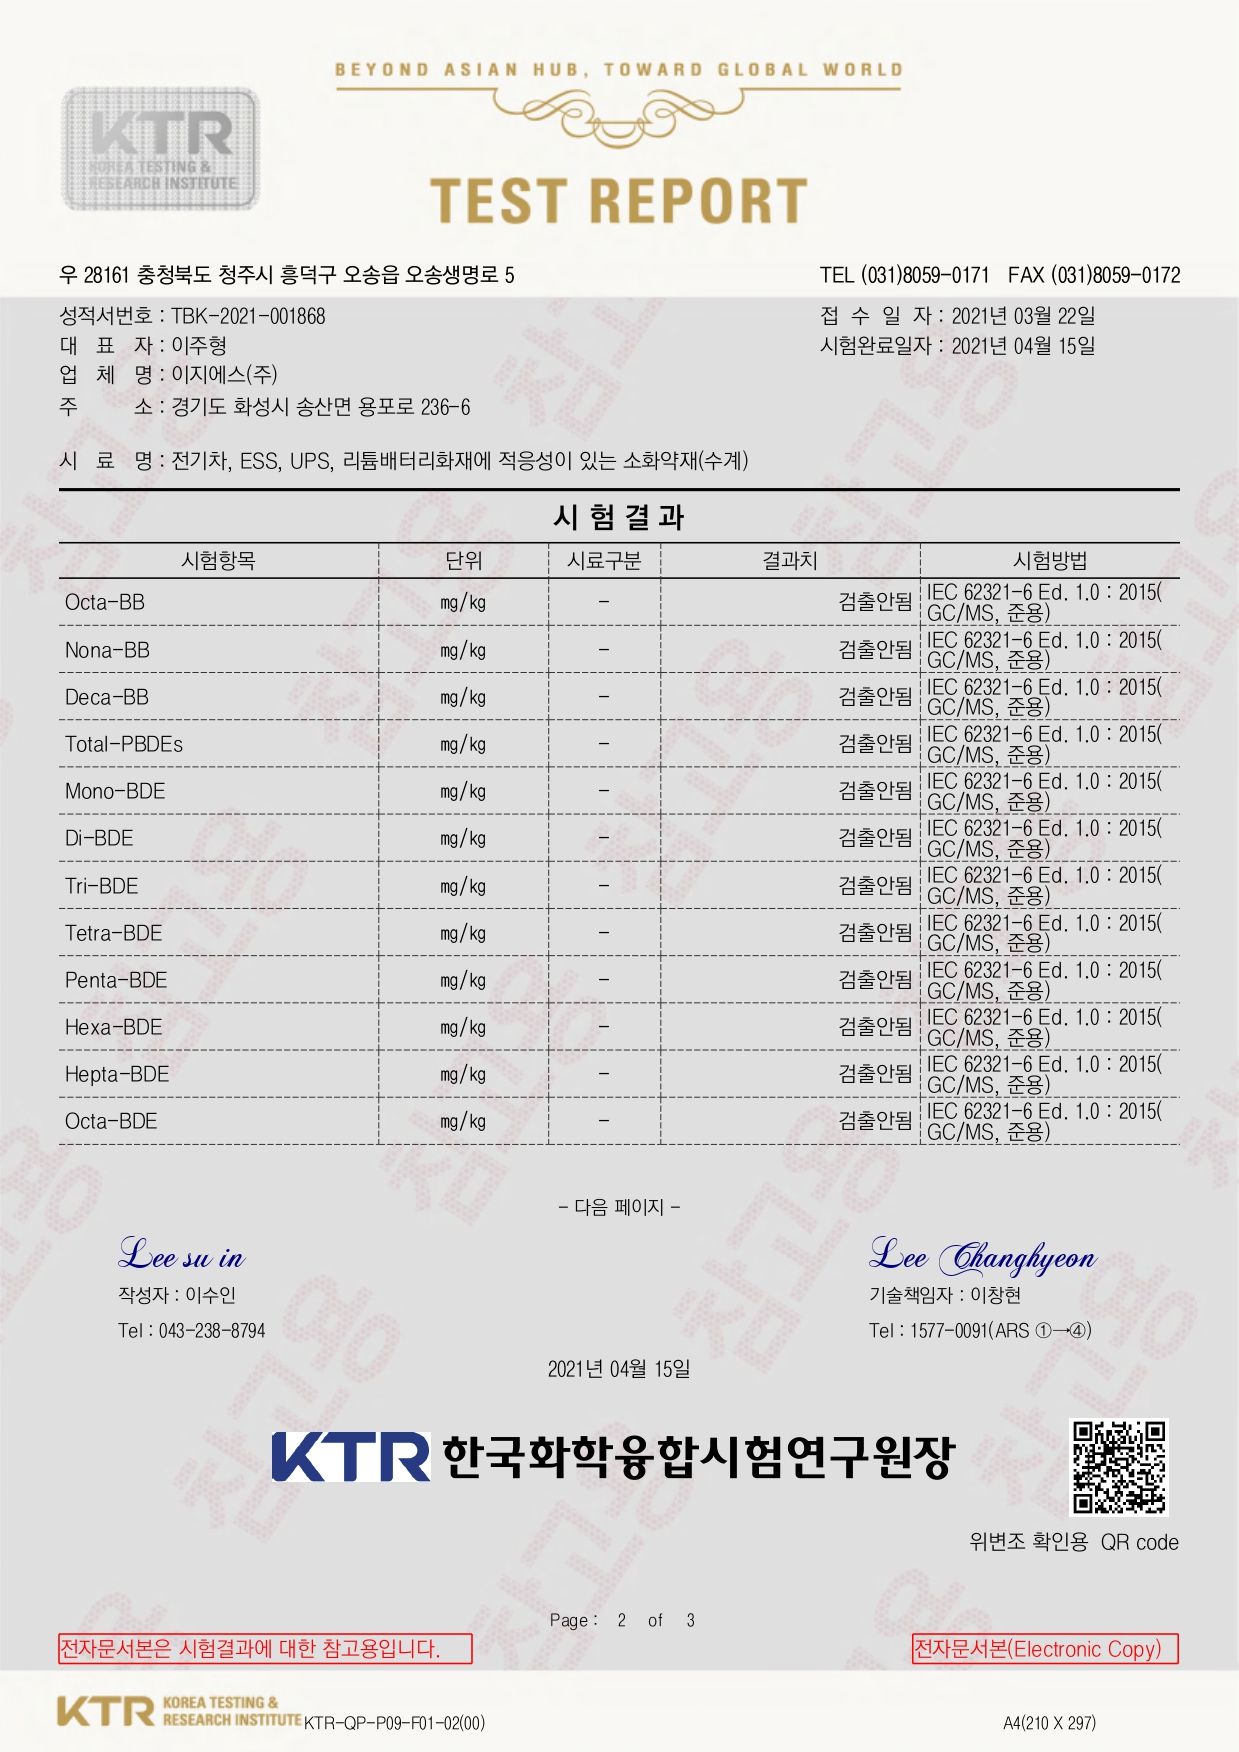 BEYOND ASIAN HUB, TOWARD GLOBAL WORLD
KTR
KOREA TESTING &
RESEARCH INSTITUTE
TEST REPORT
우 28161 충청북도 청주시 흥덕구 오송읍 오송생명로 5 TEL (031)8059-0171 FAX (031)8059-0172
성적서번호 : TBK-2021-001868 접 수 일 자 : 2021년 03월 22일
대 표 자 : 이주형 시험완료일자 : 2021년 04월 15일
업 체 명 : 이지에스(주)
주 소 : 경기도 화성시 송산면 용포로 236-6
시 료 명 : 전기차, ESS, UPS, 리튬배터리화재에 적응성이 있는 소화약재(수계)
시 험 결 과
시험항목 단위 시료구분 결과치 시험방법
Octa-BB mg/kg - 검출안됨 IEC 62321-6 Ed. 1.0 : 2015(
GC/MS, 준용)
Nona-BB mg/kg - 검출안됨 IEC 62321-6 Ed. 1.0 : 2015(
GC/MS, 준용)
Deca-BB mg/kg - 검출안됨 IEC 62321-6 Ed. 1.0 : 2015(
GC/MS, 준용)
Total-PBDEs mg/kg - 검출안됨 IEC 62321-6 Ed. 1.0 : 2015(
GC/MS, 준용)
Mono-BDE mg/kg - 검출안됨 IEC 62321-6 Ed. 1.0 : 2015(
GC/MS, 준용)
Di-BDE mg/kg - 검출안됨 IEC 62321-6 Ed. 1.0 : 2015(
GC/MS, 준용)
Tri-BDE mg/kg - 검출안됨 IEC 62321-6 Ed. 1.0 : 2015(
GC/MS, 준용)
Tetra-BDE mg/kg - 검출안됨 IEC 62321-6 Ed. 1.0 : 2015(
GC/MS, 준용)
Penta-BDE mg/kg - 검출안됨 IEC 62321-6 Ed. 1.0 : 2015(
GC/MS, 준용)
Hexa-BDE mg/kg - 검출안됨 IEC 62321-6 Ed. 1.0 : 2015(
GC/MS, 준용)
Hepta-BDE mg/kg - 검출안됨 IEC 62321-6 Ed. 1.0 : 2015(
GC/MS, 준용)
Octa-BDE mg/kg - 검출안됨 IEC 62321-6 Ed. 1.0 : 2015(
GC/MS, 준용)
- 다음 페이지 -
Lee su in Lee Changhyeon
작성자 : 이수인 기술책임자 : 이창현
Tel : 043-238-8794 Tel : 1577-0091(ARS ①→④)
2021년 04월 15일
KTR 한국화학융합시험연구원장
위변조 확인용 QR code
Page : 2 of 3
전자문서본은 시험결과에 대한 참고용입니다. 전자문서본(Electronic Copy)
KTR KOREA TESTING &
RESEARCH INSTITUTE KTR-QP-P09-F01-02(00) A4(210 X 297)
참고용